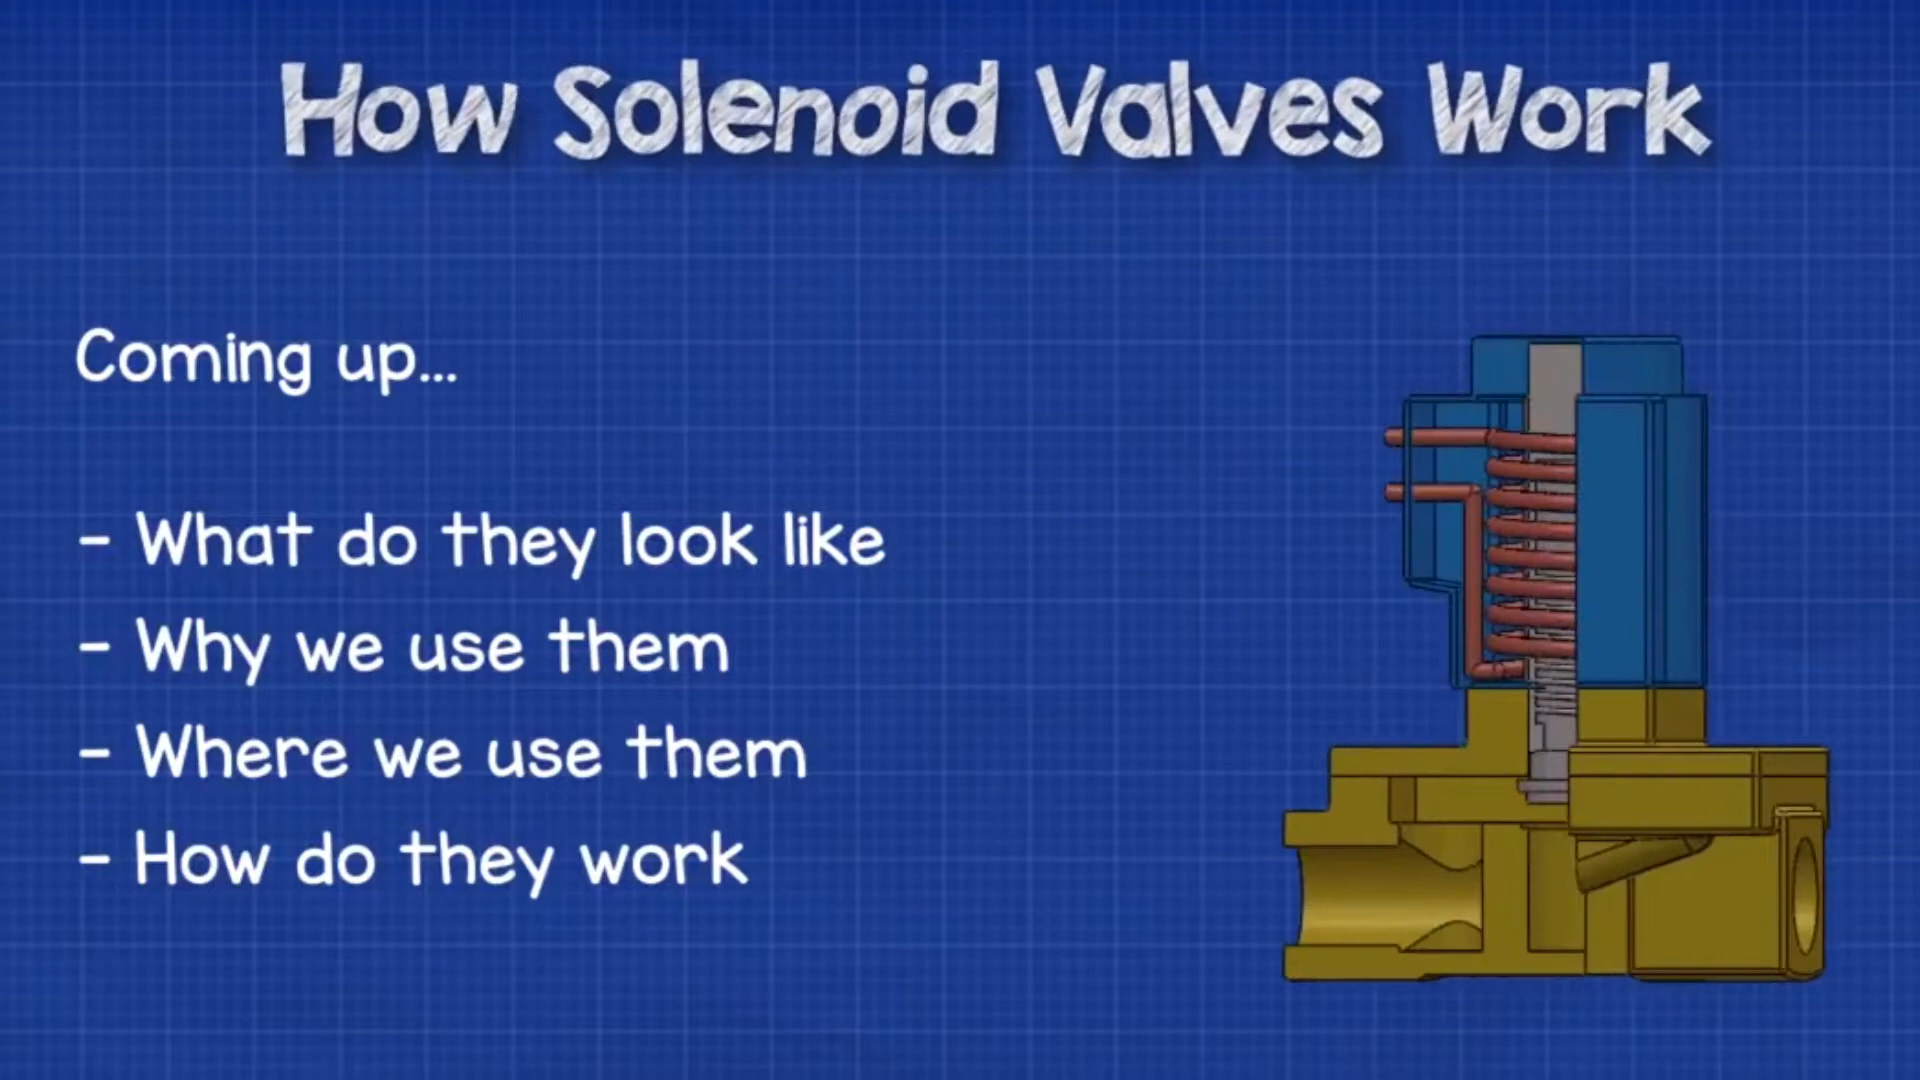 How Solenoid Valves Work
Coming up...
- What do they look like
- Why we use them
- Where we use them
- How do they work